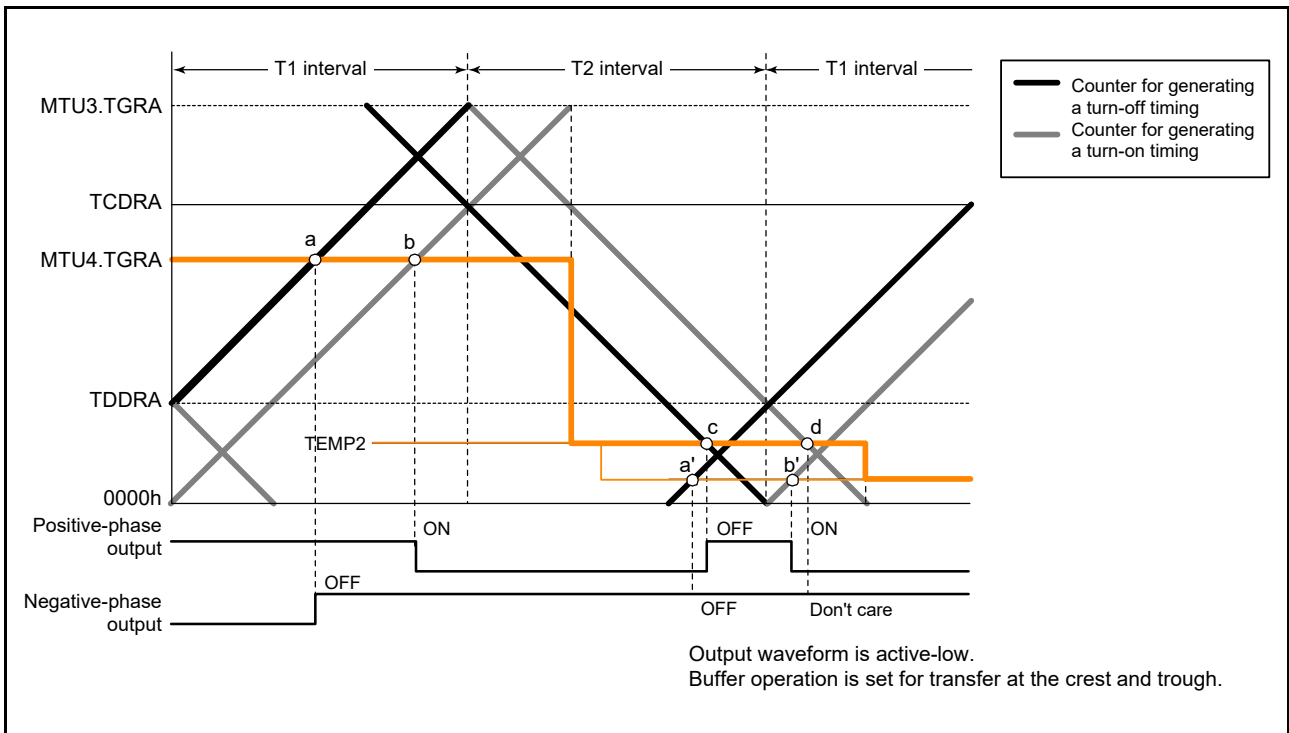 T1 interval
T2 interval
T1 interval
Counter for generating
a turn-off timing
Counter for generating
a turn-on timing
MTU3.TGRA
TCDRA
a
b
MTU4.TGRA
TDDRA
TEMP2
c
d
a'
b'
0000h
Positive-phase
output
ON
OFF
ON
OFF
Negative-phase
output
OFF
Don't care
Output waveform is active-low.
Buffer operation is set for transfer at the crest and trough.